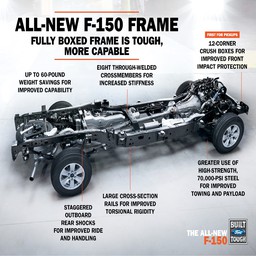 ALL-NEW F-150 FRAME
FULLY BOXED FRAME IS TOUGH,
MORE CAPABLE
FIRST FOR PICKUPS
12-CORNER
CRUSH BOXES FOR
IMPROVED FRONT
IMPACT PROTECTION
EIGHT THROUGH-WELDED
CROSSMEMBERS FOR
INCREASED STIFFNESS
UP TO 60-POUND
WEIGHT SAVINGS FOR
IMPROVED CAPABILITY
GREATER USE OF
HIGH-STRENGTH,
70,000-PSI STEEL
FOR IMPROVED
TOWING AND PAYLOAD
LARGE CROSS-SECTION
RAILS FOR IMPROVED
TORSIONAL RIGIDITY
STAGGERED
OUTBOARD
REAR SHOCKS
FOR IMPROVED RIDE
AND HANDLING
THE ALL-NEW
F-150
BUILT
Ford
TOUGH